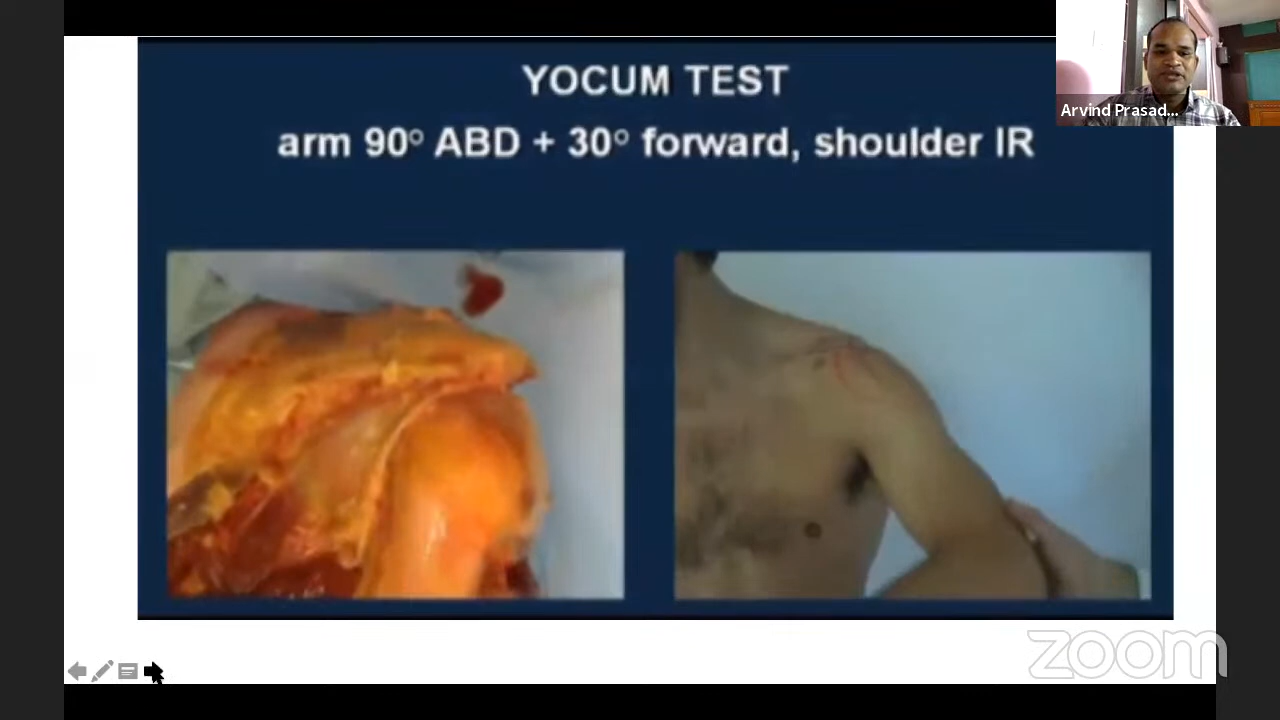 YOCUM TEST
arm 90° ABD + 30° forward, shoulder IR
Arvind Prasad...
zoom